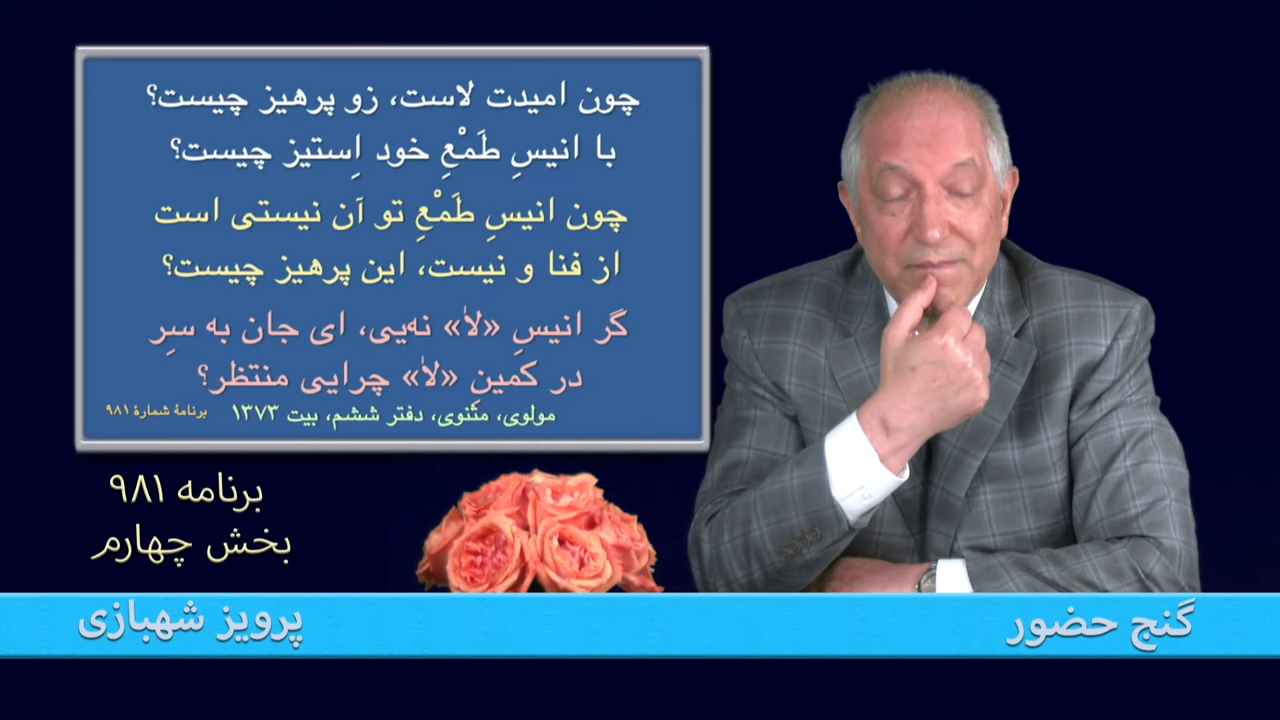 چون امیدت لاست، زو پرهیز چیست؟
با انیسِ طَمْعِ خود اِستیز چیست؟
چون انیسِ طَمْعِ تو آن نیستی است
از فنا و نیست، این پرهیز چیست؟
گر انیسِ «لاٰ» نه‌یی، ای جان به سِر
در کمینِ «لاٰ» چرایی منتظر؟
مولوی، مثنوی، دفتر ششم، بیت ۱۳۷۳
برنامهٔ شمارهٔ ۹۸۱
برنامه ۹۸۱
بخش چهارم
گنج حضور
پرویز شهبازی